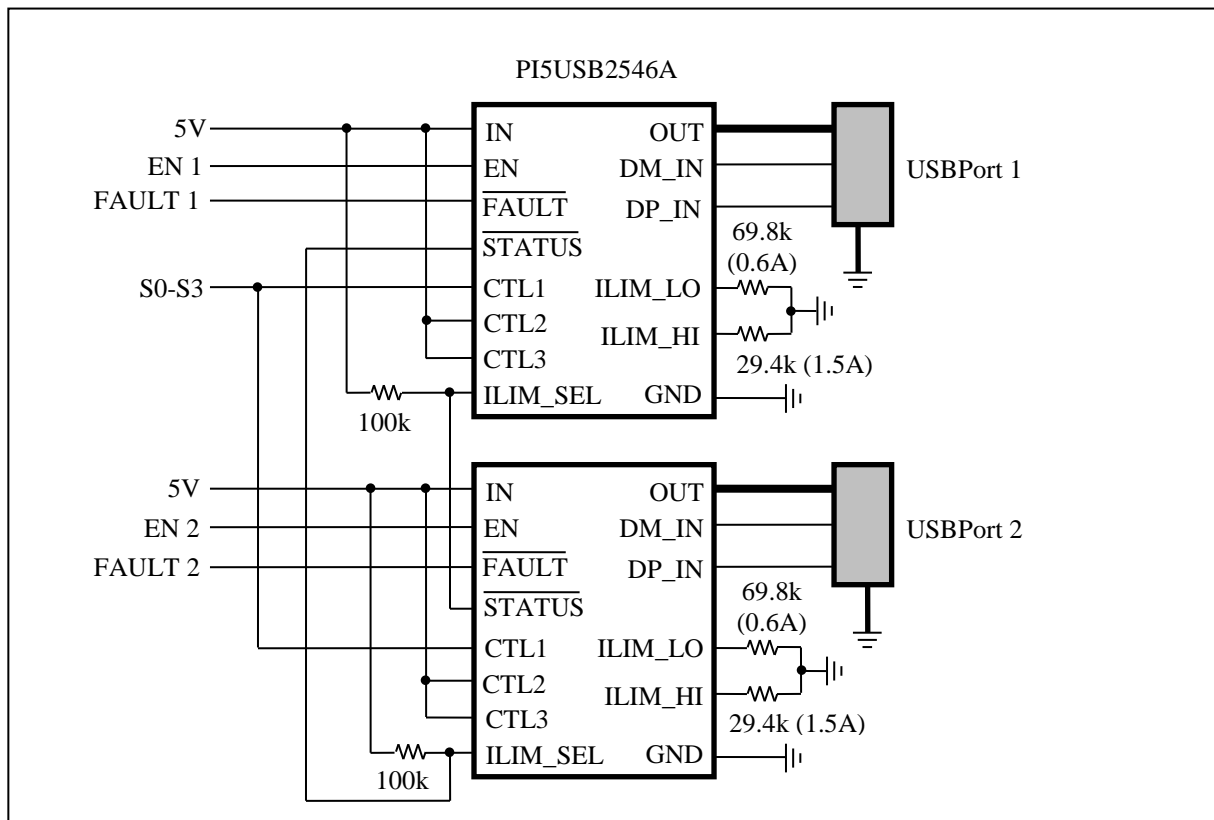 PI5USB2546A
5V
EN 1
FAULT 1
S0-S3
IN
EN
FAULT
STATUS
CTL1
CTL2
CTL3
ILIM_SEL
OUT
DM_IN
DP_IN
ILIM_LO
ILIM_HI
GND
USBPort 1
69.8k
(0.6A)
29.4k (1.5A)
100k
5V
EN 2
FAULT 2
IN
EN
FAULT
STATUS
CTL1
CTL2
CTL3
ILIM_SEL
OUT
DM_IN
DP_IN
ILIM_LO
ILIM_HI
GND
USBPort 2
69.8k
(0.6A)
29.4k (1.5A)
100k